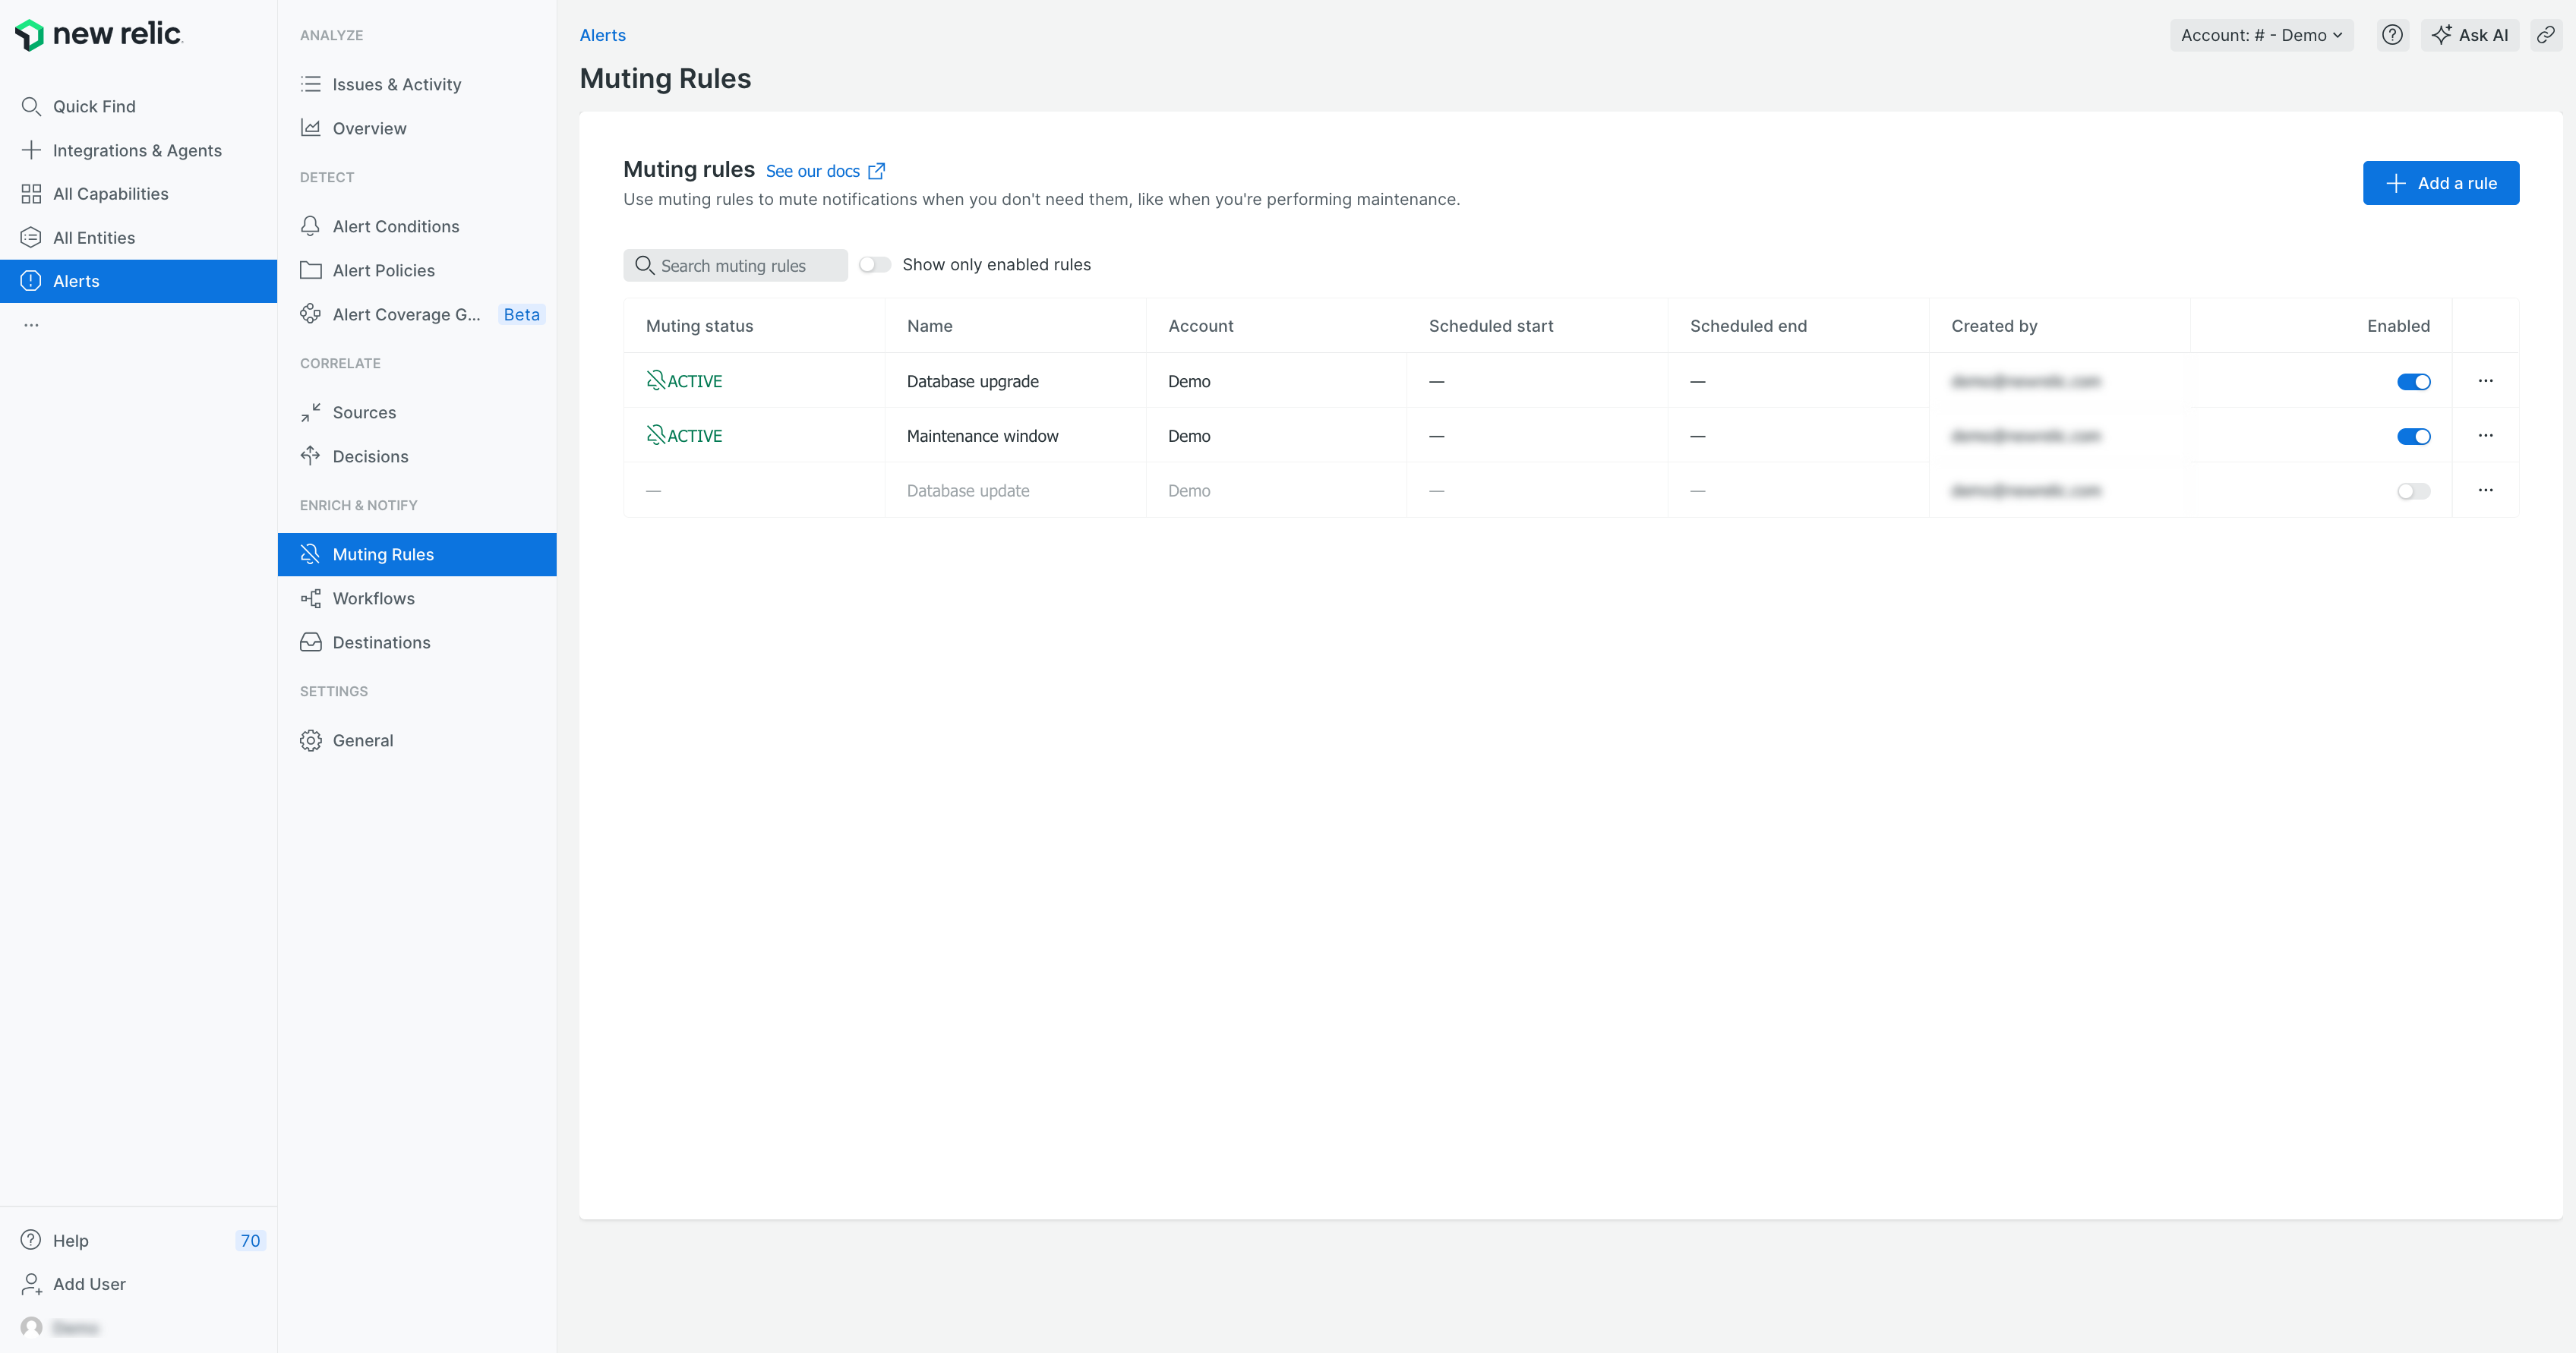 new relic
Quick Find
Integrations & Agents
All Capabilities
All Entities
Alerts
...
Help 70
Add User
ANALYZE
Issues & Activity
Overview
DETECT
Alert Conditions
Alert Policies
Alert Coverage G... Beta
CORRELATE
Sources
Decisions
ENRICH & NOTIFY
Muting Rules
Workflows
Destinations
SETTINGS
General
Alerts
Account: # - Demo
Ask AI
Muting Rules
Muting rules See our docs
Add a rule
Use muting rules to mute notifications when you don't need them, like when you're performing maintenance.
Search muting rules Show only enabled rules
Muting status Name Account Scheduled start Scheduled end Created by Enabled
ACTIVE Database upgrade Demo — — ...
ACTIVE Maintenance window Demo — — ...
— Database update Demo — — ...